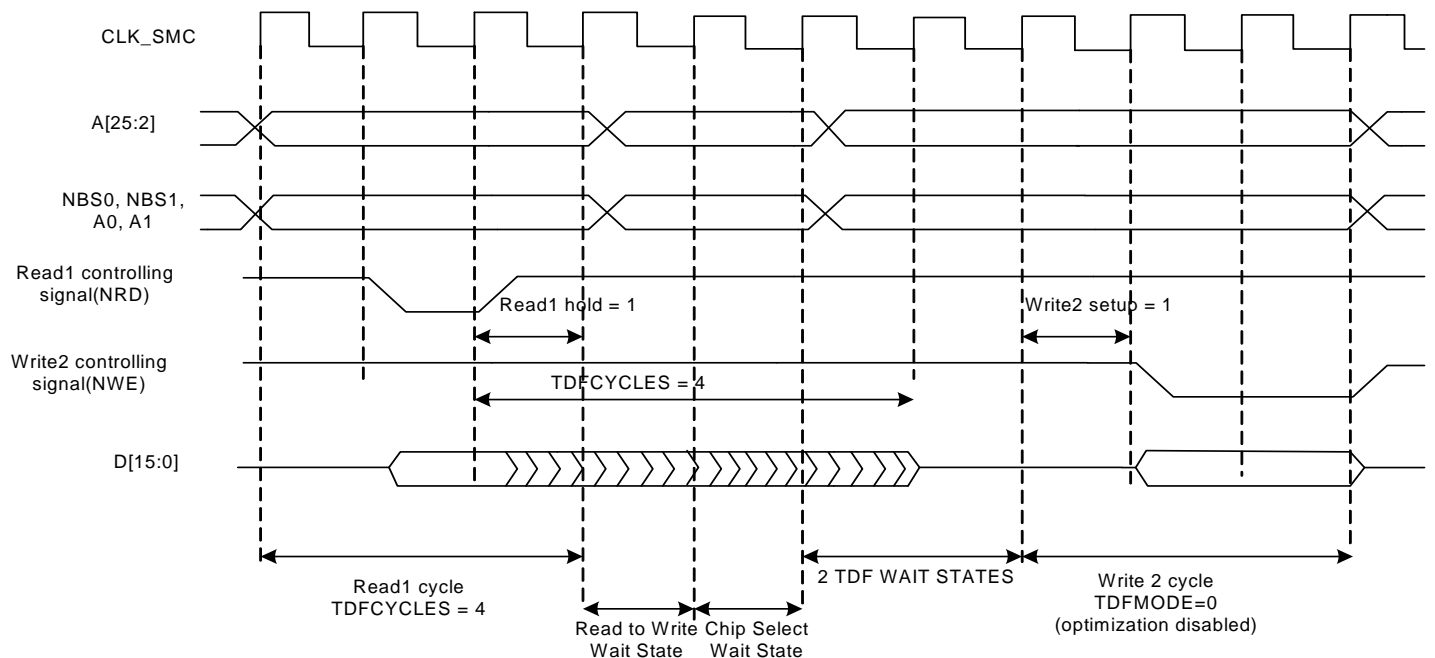 CLK_SMC
A[25:2]
NBS0, NBS1,
A0, A1
Read1 controlling
signal(NRD)
Read1 hold = 1
Write2 setup = 1
Write2 controlling
signal(NWE)
TDFCYCLES = 4
D[15:0]
Read1 cycle
TDFCYCLES = 4
Read to Write
Wait State
Chip Select
Wait State
2 TDF WAIT STATES
Write 2 cycle
TDFMODE=0
(optimization disabled)